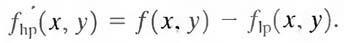 f_hp(x, y) = f(x, y) − f_lp(x, y).